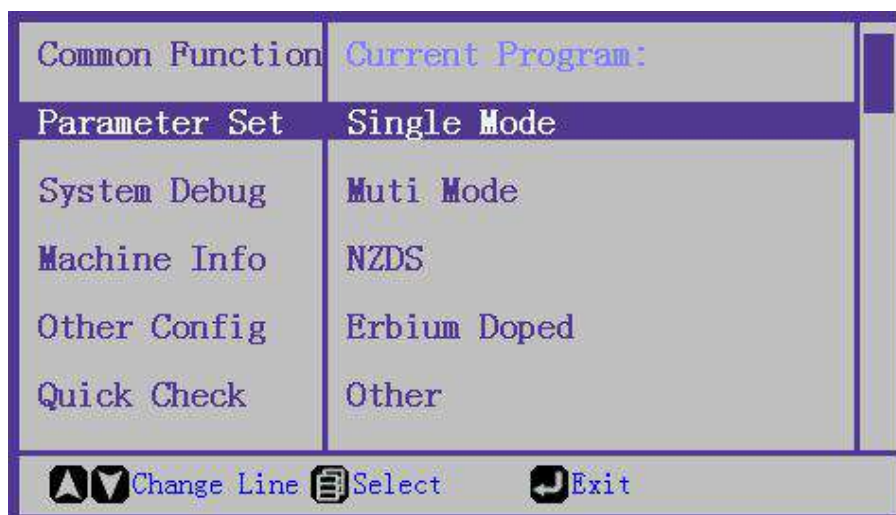 Common Function Current Program:
Parameter Set Single Mode
System Debug Muti Mode
Machine Info NZDS
Other Config Erbium Doped
Quick Check Other
Change Line Select Exit